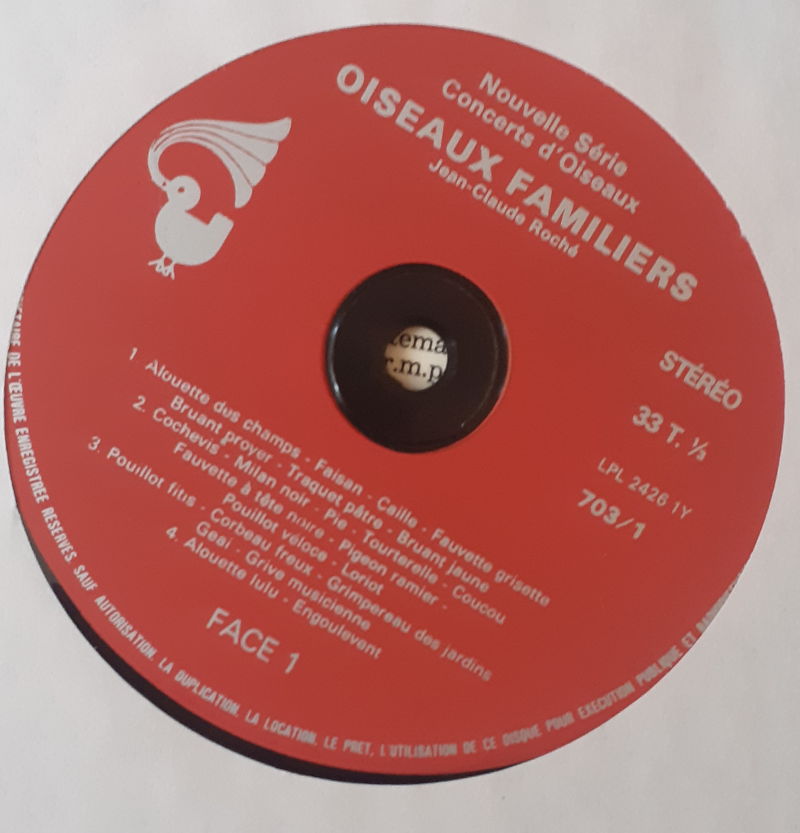 Nouvelle Série
Concerts d'Oiseaux
OISEAUX FAMILIERS
Jean-Claude Roché
STÉRÉO
33 T. ⅓
LPL 2426 1Y
703/1
1 Alouette dus champs - Faisan - Caille - Fauvette grisette
Bruant proyer - Traquet pâtre - Bruant jaune
2. Cochevis - Milan noir - Pie - Tourterelle - Coucou
Fauvette à tête noire - Pigeon ramier -
Pouillot véloce - Loriot
3. Pouillot fitis - Corbeau freux - Grimpereau des jardins
Geai - Grive musicienne
4. Alouette lulu - Engoulevent
FACE 1
DE L'ŒUVRE ENREGISTRÉE RÉSERVÉS SAUF AUTORISATION, LA DUPLICATION, LA LOCATION, LE PRET, L'UTILISATION DE CE DISQUE POUR EXECUTION PUBLIQUE ET
ema
r.m.p